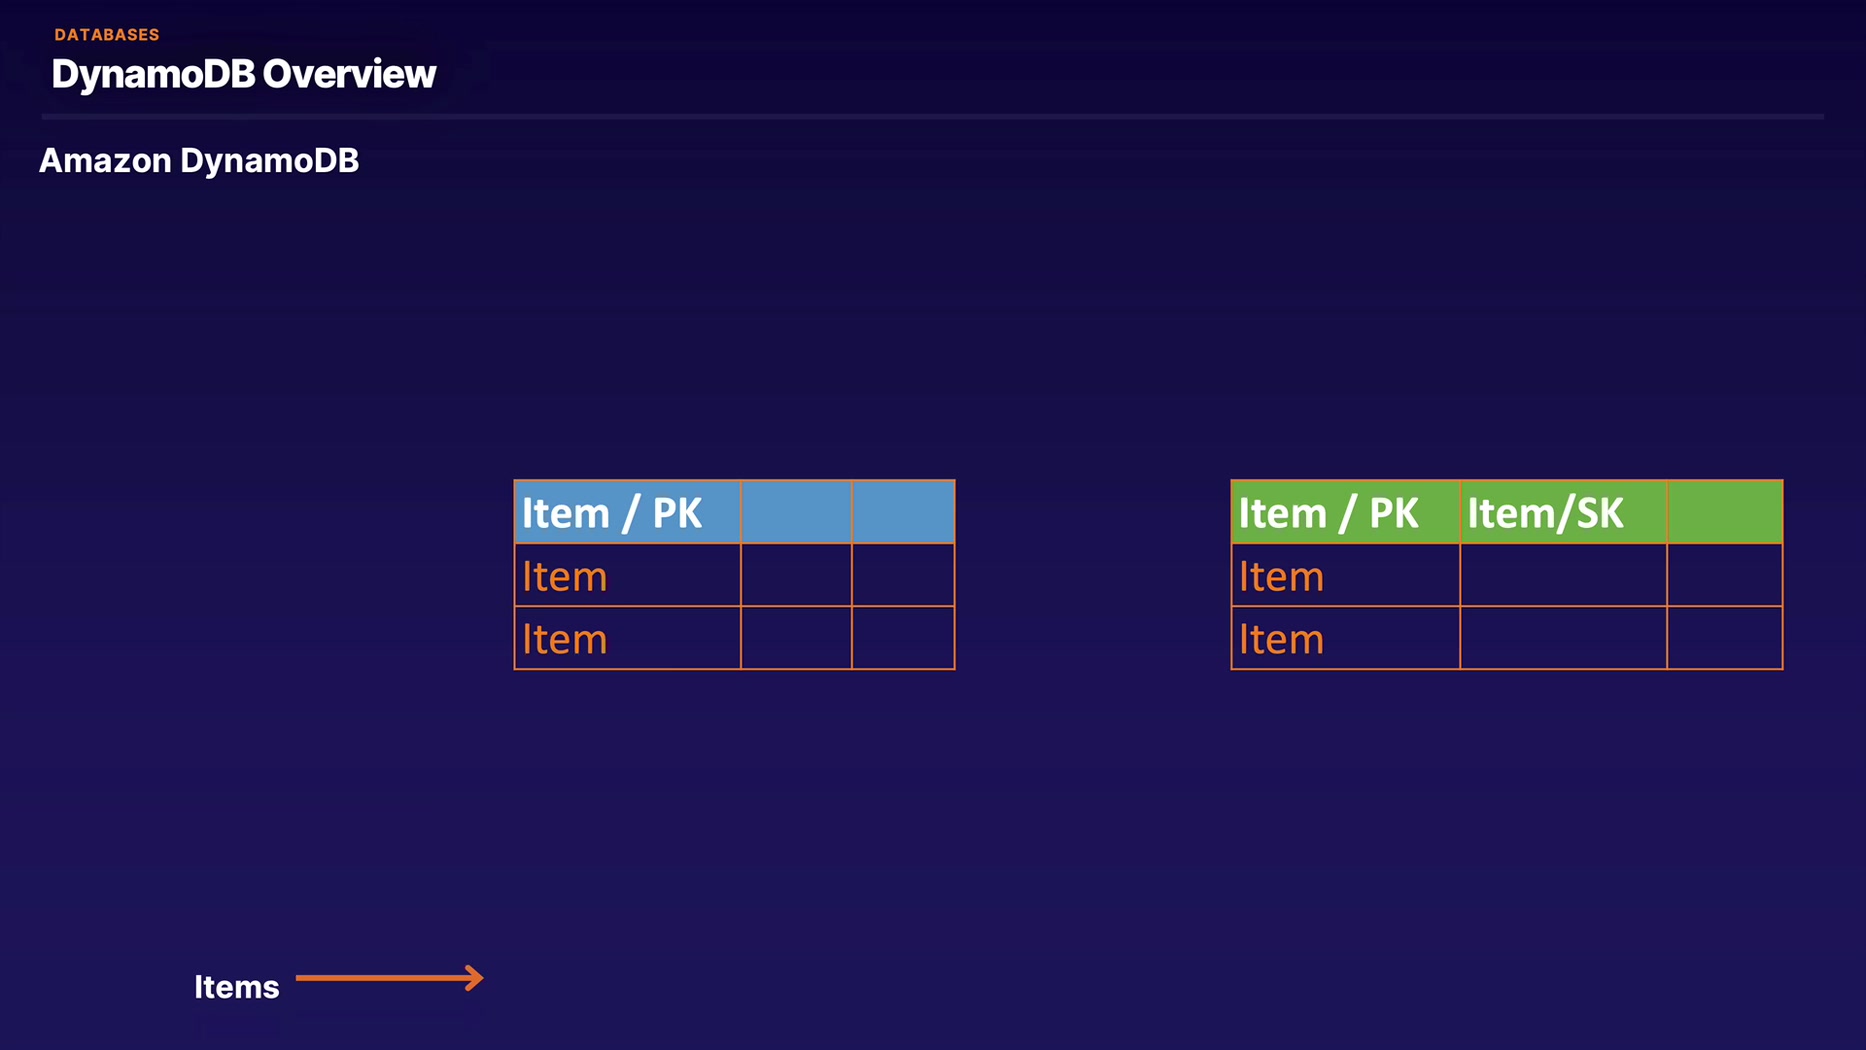 DATABASES
DynamoDB Overview
Amazon DynamoDB
Item / PK
Item
Item
Item / PK Item/SK
Item
Item
Items